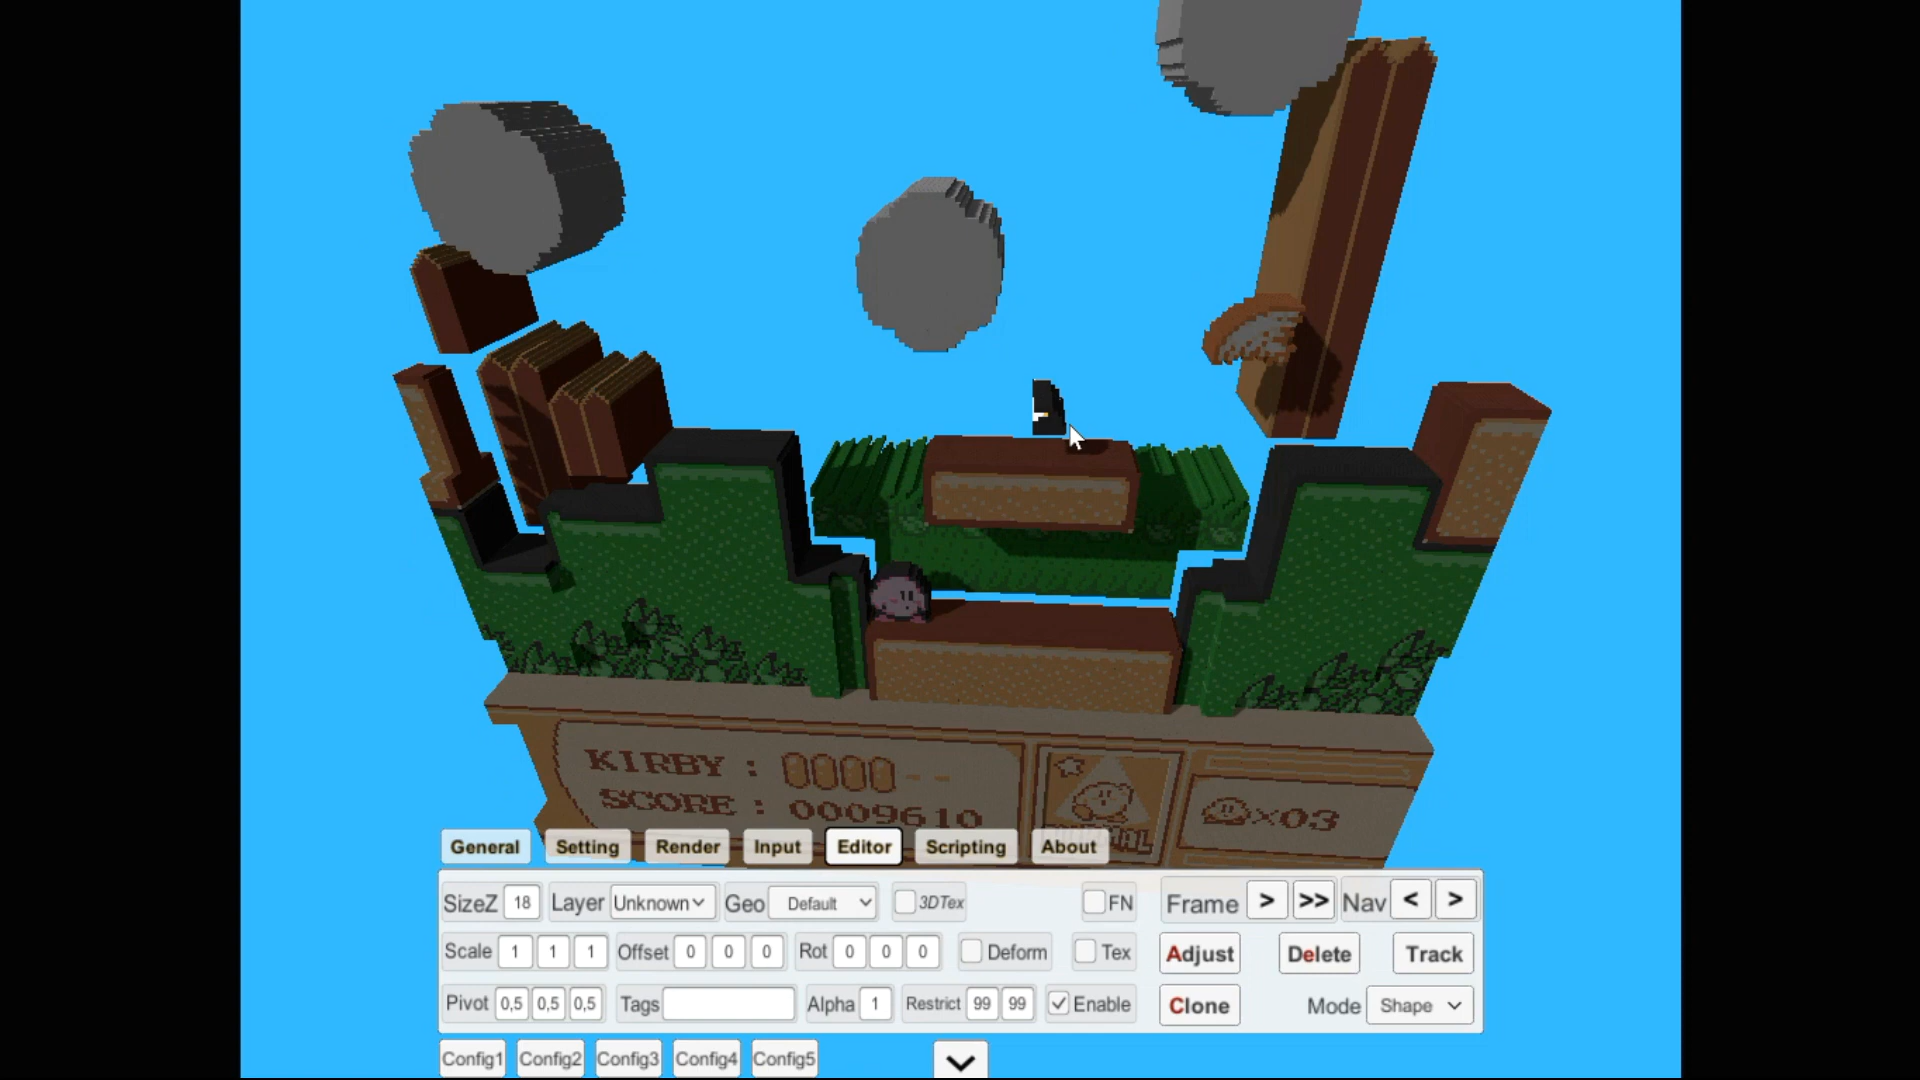 KIRBY :
SCORE : 0009610
×03
General Setting Render Input Editor Scripting About
SizeZ 18 Layer Unknown Geo Default 3DTex FN Frame > >> Nav < >
Scale 1 1 1 Offset 0 0 0 Rot 0 0 0 Deform Tex Adjust Delete Track
Pivot 0,5 0,5 0,5 Tags Alpha 1 Restrict 99 99 Enable Clone Mode Shape
Config1 Config2 Config3 Config4 Config5